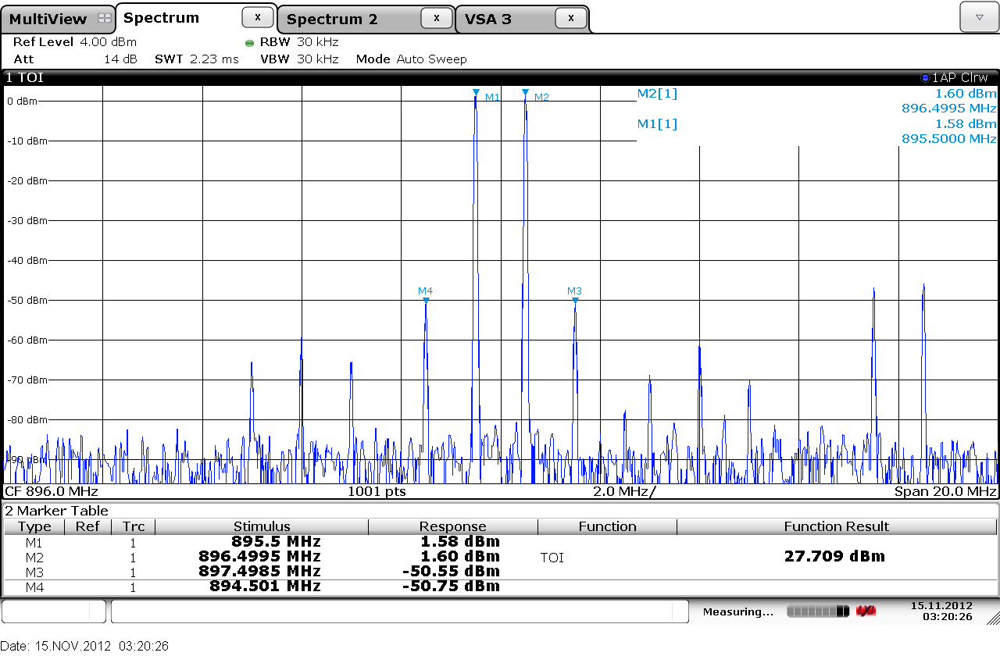 MultiView Spectrum x Spectrum 2 x VSA 3 x
Ref Level 4.00 dBm RBW 30 kHz
Att 14 dB SWT 2.23 ms VBW 30 kHz Mode Auto Sweep
1 TOI 1AP Clrw
M1 M2 M2[1] 1.60 dBm
0 dBm
896.4995 MHz
M1[1] 1.58 dBm
895.5000 MHz
-10 dBm
-20 dBm
-30 dBm
-40 dBm
M4 M3
-50 dBm
-60 dBm
-70 dBm
-80 dBm
-90 dBm
CF 896.0 MHz 1001 pts 2.0 MHz/ Span 20.0 MHz
2 Marker Table
Type Ref Trc Stimulus Response Function Function Result
M1 1 895.5 MHz 1.58 dBm
M2 1 896.4995 MHz 1.60 dBm TOI 27.709 dBm
M3 1 897.4985 MHz -50.55 dBm
M4 1 894.501 MHz -50.75 dBm
Measuring... 15.11.2012
03:20:26
Date: 15.NOV.2012 03:20:26